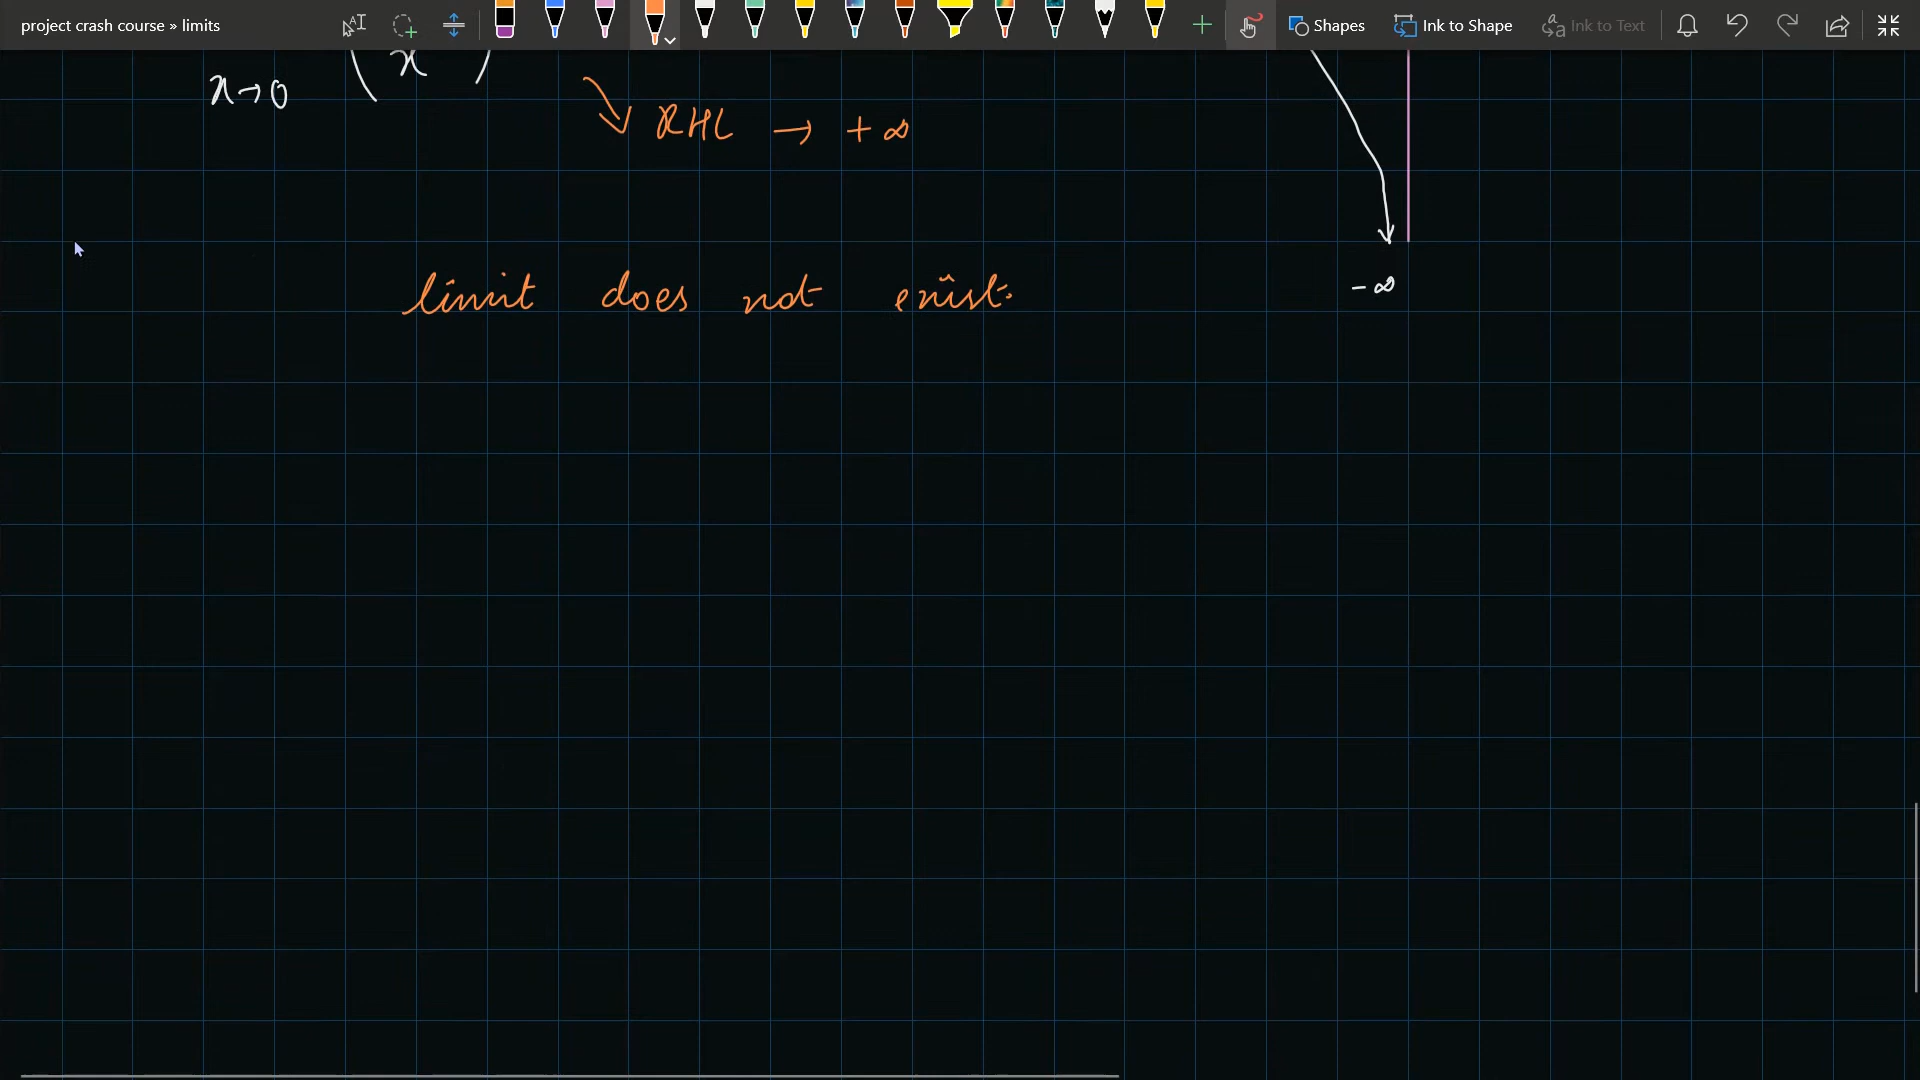 project crash course » limits
Shapes
Ink to Shape
Ink to Text
( x )
x → 0
↘ RHL → + ∞
- ∞
limit does not exist.